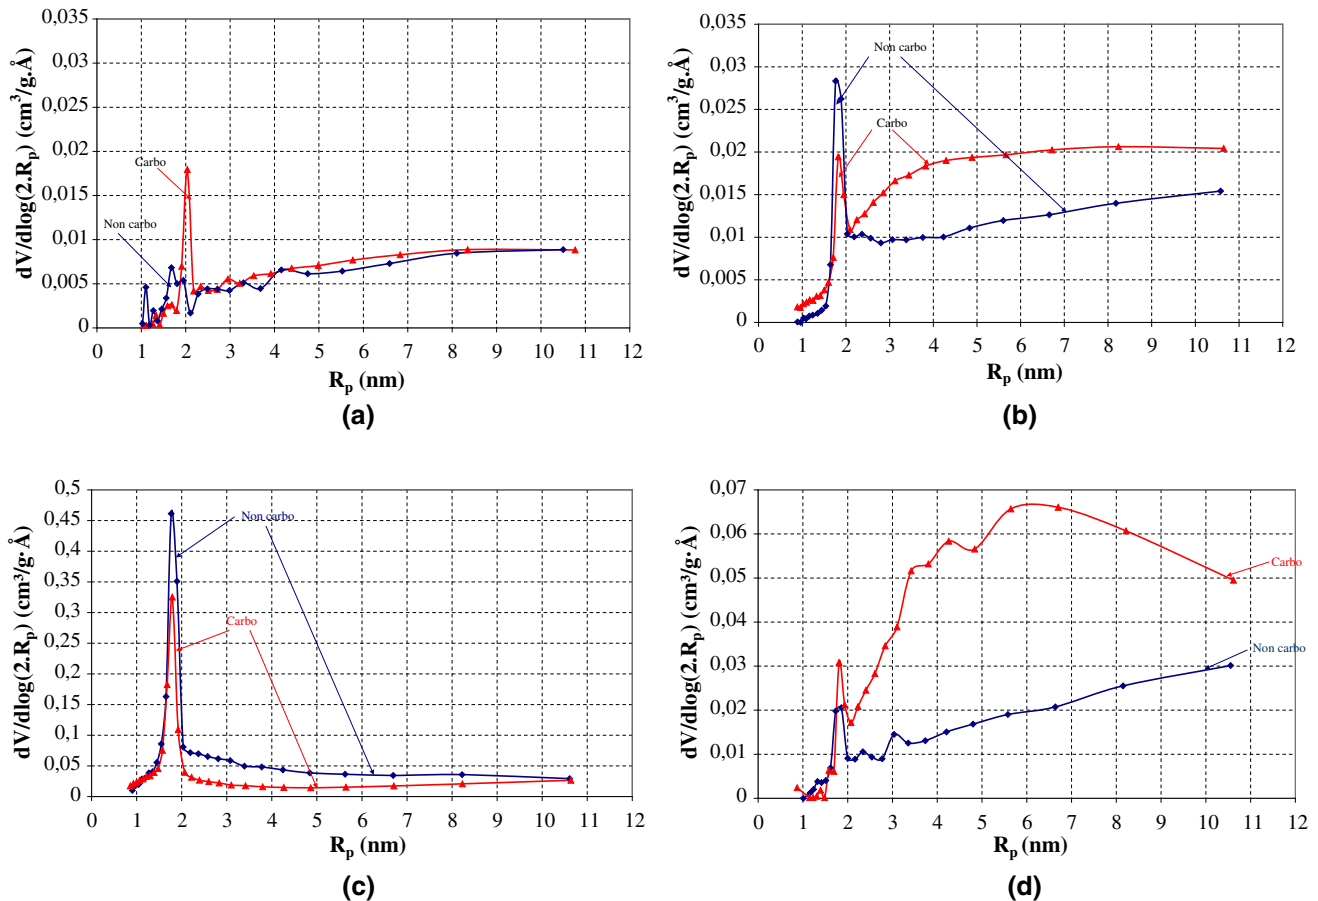 dV/dlog(2.Rp) (cm³/g.Å)
0,035
0,03
0,025
0,02
0,015
0,01
0,005
0
Carbo
Non carbo
0 1 2 3 4 5 6 7 8 9 10 11 12
Rp (nm)
(a)
dV/dlog(2.Rp) (cm³/g.Å)
0,035
0,03
0,025
0,02
0,015
0,01
0,005
0
Non carbo
Carbo
0 1 2 3 4 5 6 7 8 9 10 11 12
Rp (nm)
(b)
dV/dlog(2.Rp) (cm³/g·Å)
0,5
0,45
0,4
0,35
0,3
0,25
0,2
0,15
0,1
0,05
0
Non carbo
Carbo
0 1 2 3 4 5 6 7 8 9 10 11 12
Rp (nm)
(c)
dV/dlog(2.Rp) (cm³/g·Å)
0,07
0,06
0,05
0,04
0,03
0,02
0,01
0
Carbo
Non carbo
0 1 2 3 4 5 6 7 8 9 10 11 12
Rp (nm)
(d)